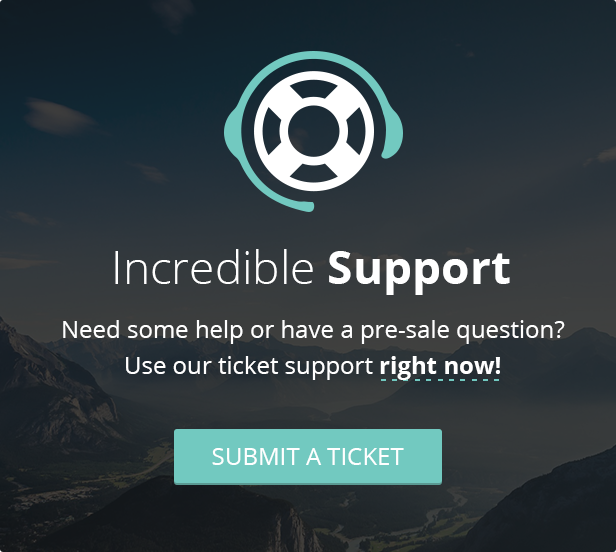 Incredible Support
Need some help or have a pre-sale question?
Use our ticket support right now!
SUBMIT A TICKET